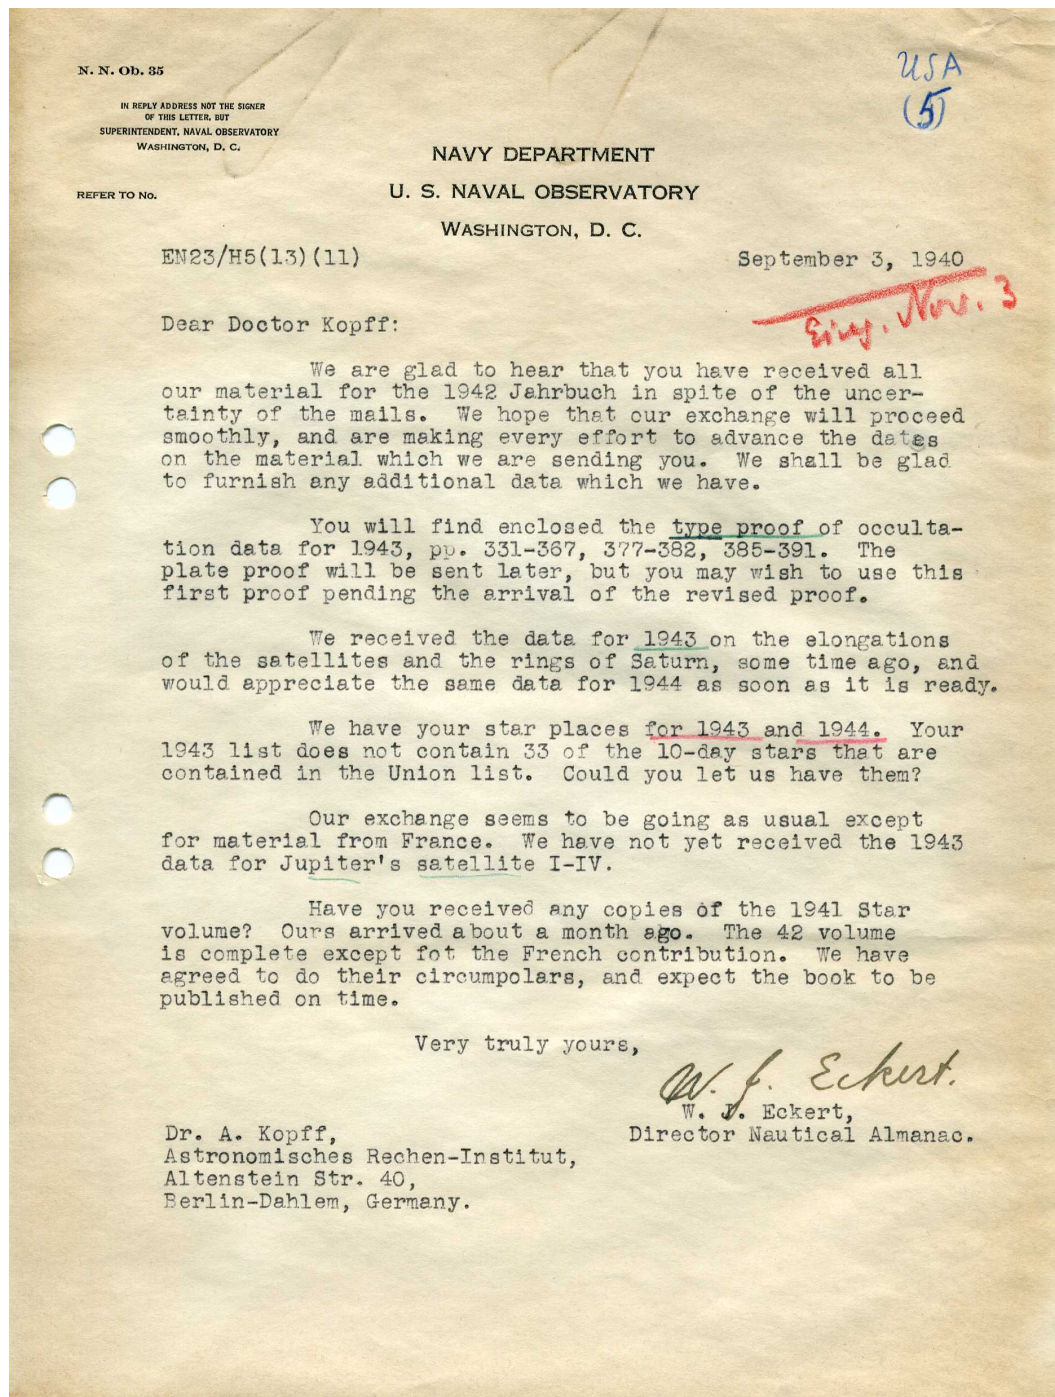 N. N. Ob. 35
USA
(5)
IN REPLY ADDRESS NOT THE SIGNER
OF THIS LETTER, BUT
SUPERINTENDENT, NAVAL OBSERVATORY
WASHINGTON, D. C.
NAVY DEPARTMENT
REFER TO No.
U. S. NAVAL OBSERVATORY
WASHINGTON, D. C.
EN23/H5(13)(11)
September 3, 1940
Eing. Nov. 3
Dear Doctor Kopff:
We are glad to hear that you have received all
our material for the 1942 Jahrbuch in spite of the uncer-
tainty of the mails. We hope that our exchange will proceed
smoothly, and are making every effort to advance the dates
on the material which we are sending you. We shall be glad
to furnish any additional data which we have.
You will find enclosed the type proof of occulta-
tion data for 1943, pp. 331-367, 377-382, 385-391. The
plate proof will be sent later, but you may wish to use this
first proof pending the arrival of the revised proof.
We received the data for 1943 on the elongations
of the satellites and the rings of Saturn, some time ago, and
would appreciate the same data for 1944 as soon as it is ready.
We have your star places for 1943 and 1944. Your
1943 list does not contain 33 of the 10-day stars that are
contained in the Union list. Could you let us have them?
Our exchange seems to be going as usual except
for material from France. We have not yet received the 1943
data for Jupiter's satellite I-IV.
Have you received any copies of the 1941 Star
volume? Ours arrived about a month ago. The 42 volume
is complete except fot the French contribution. We have
agreed to do their circumpolars, and expect the book to be
published on time.
Very truly yours,
W. J. Eckert.
W. J. Eckert,
Director Nautical Almanac.
Dr. A. Kopff,
Astronomisches Rechen-Institut,
Altenstein Str. 40,
Berlin-Dahlem, Germany.